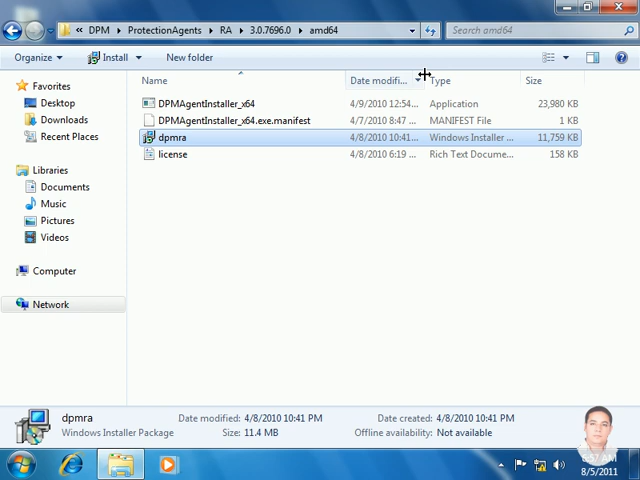 « DPM ▸ ProtectionAgents ▸ RA ▸ 3.0.7696.0 ▸ amd64
Search amd64
Organize Install New folder
Name Date modifi... Type Size
Favorites
Desktop
Downloads
Recent Places
Libraries
Documents
Music
Pictures
Videos
Computer
Network
DPMAgentInstaller_x64 4/9/2010 12:54... Application 23,980 KB
DPMAgentInstaller_x64.exe.manifest 4/7/2010 8:47 ... MANIFEST File 1 KB
dpmra 4/8/2010 10:41... Windows Installer ... 11,759 KB
license 4/8/2010 6:19 ... Rich Text Docume... 158 KB
dpmra Date modified: 4/8/2010 10:41 PM Date created: 4/8/2010 10:41 PM
Windows Installer Package Size: 11.4 MB Offline availability: Not available
6:57 AM
8/5/2011